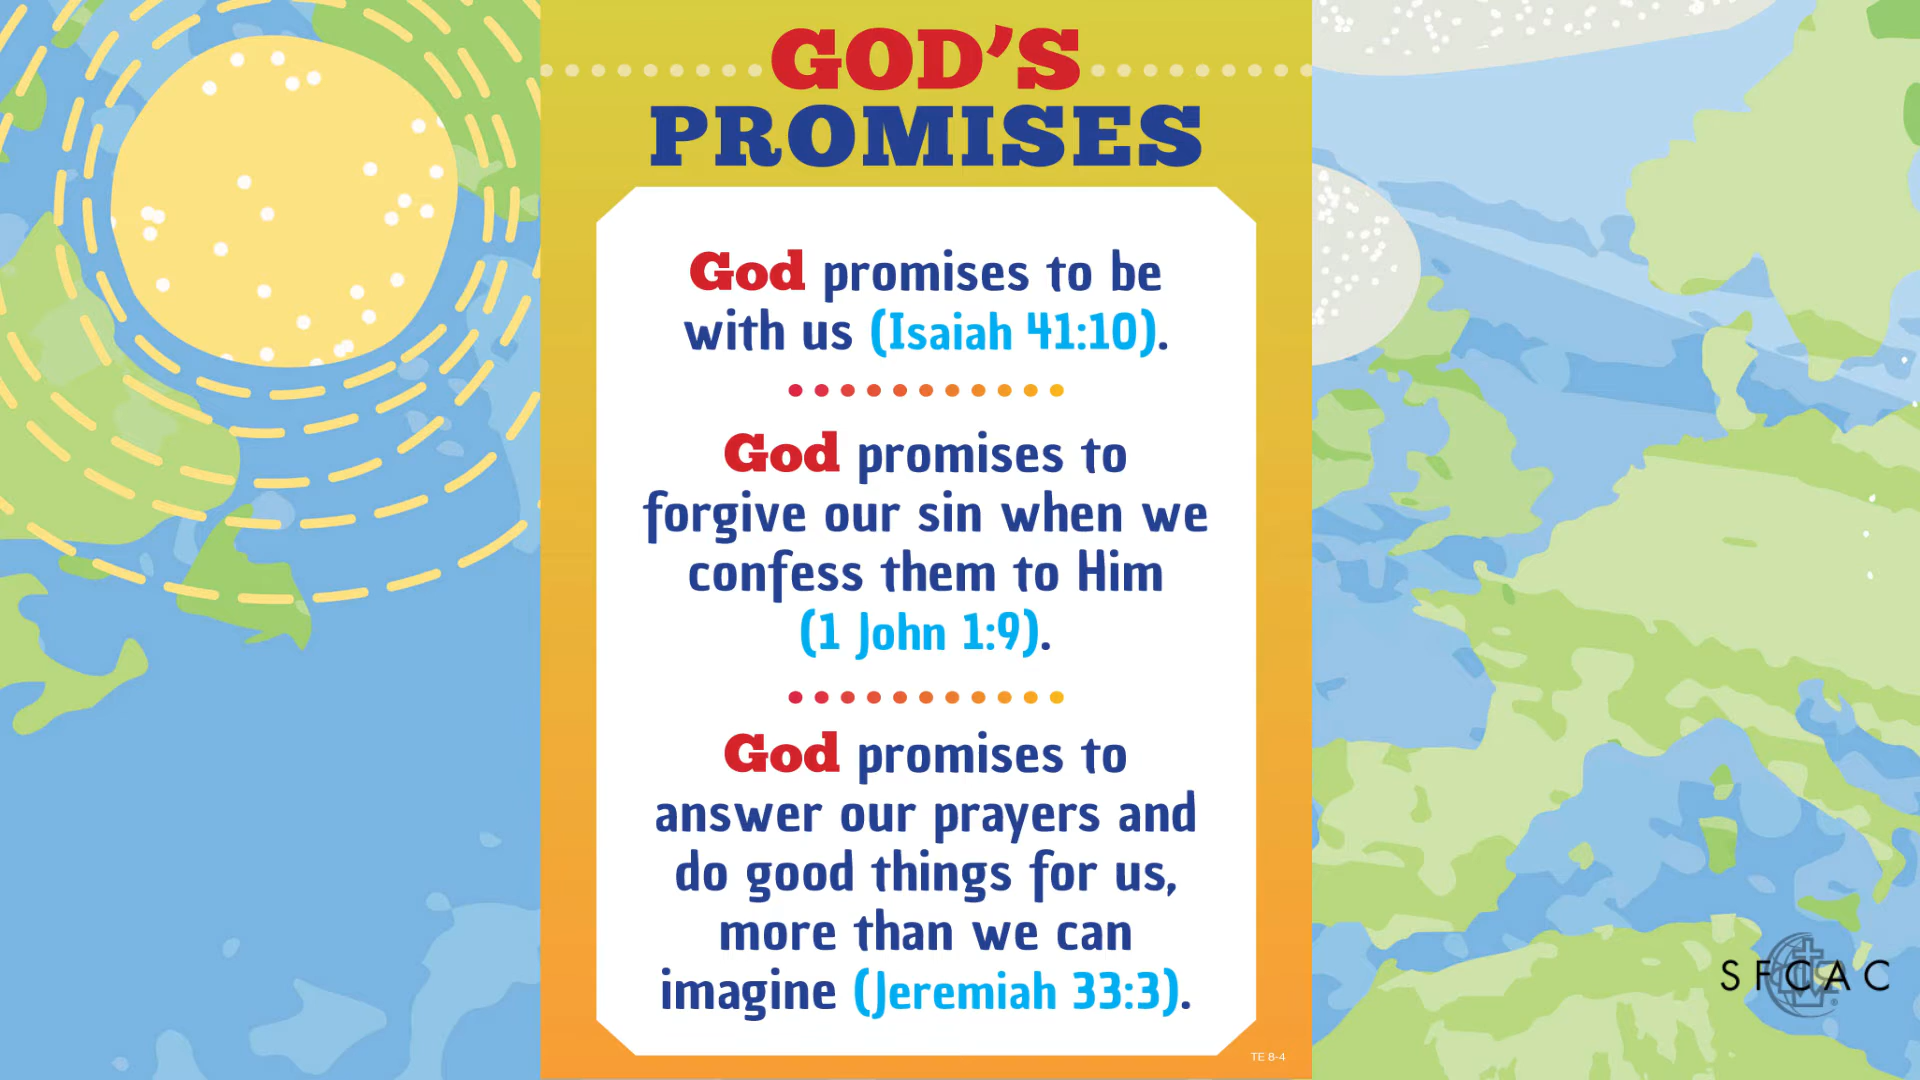 GOD'S
PROMISES
God promises to be
with us (Isaiah 41:10).
God promises to
forgive our sin when we
confess them to Him
(1 John 1:9).
God promises to
answer our prayers and
do good things for us,
more than we can
imagine (Jeremiah 33:3).
TE 8-4
SFCAC